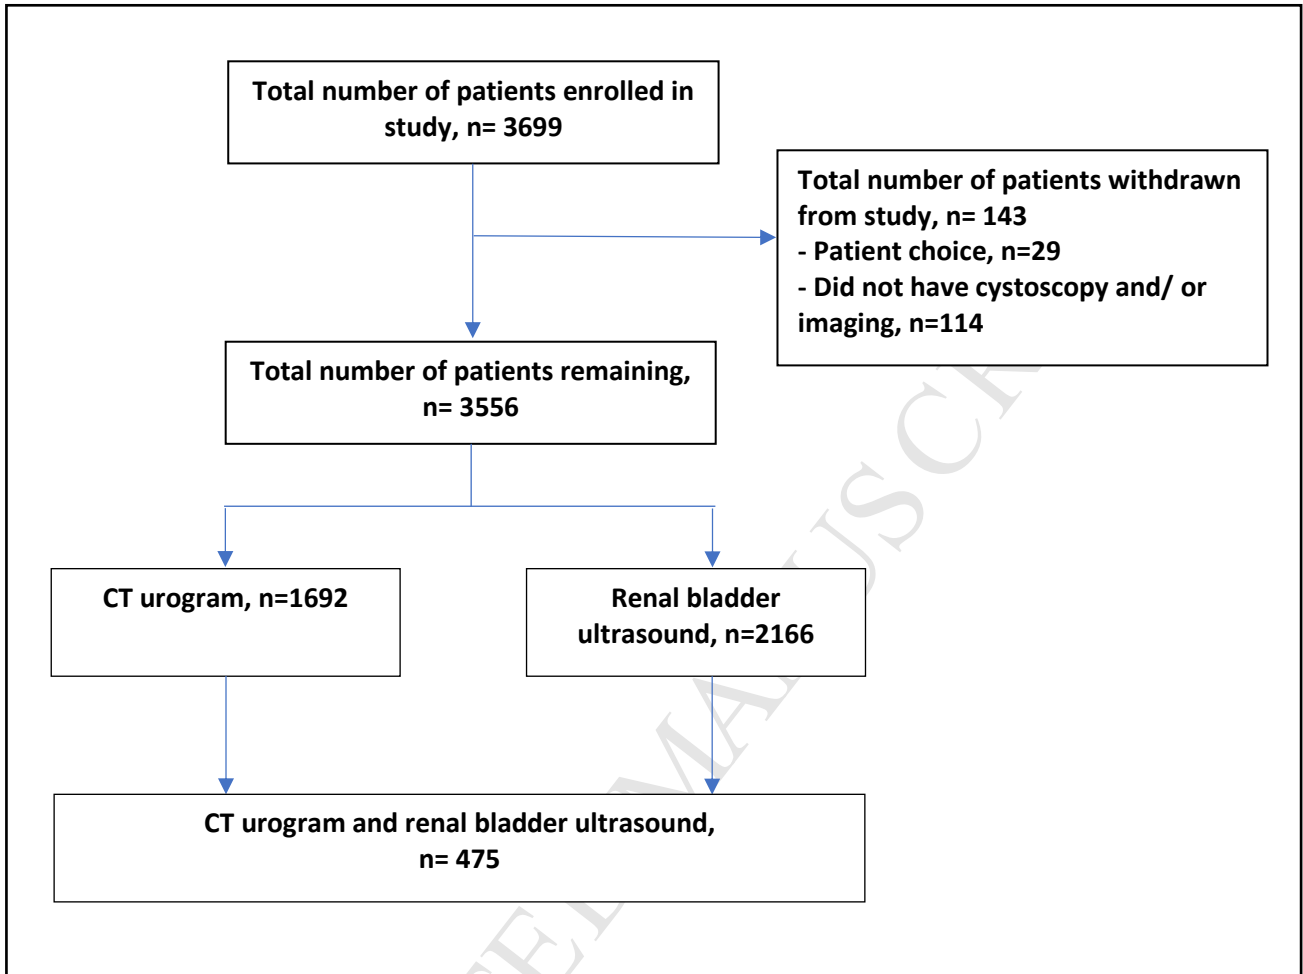 Total number of patients enrolled in
study, n= 3699
Total number of patients withdrawn
from study, n= 143
- Patient choice, n=29
- Did not have cystoscopy and/ or
imaging, n=114
Total number of patients remaining,
n= 3556
CT urogram, n=1692
Renal bladder
ultrasound, n=2166
CT urogram and renal bladder ultrasound,
n= 475